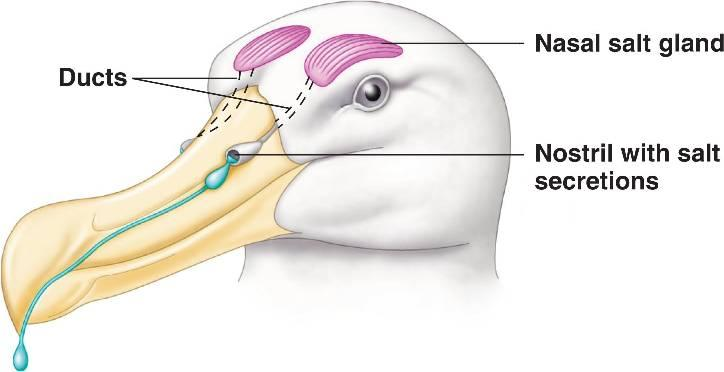 Nasal salt gland
Ducts
Nostril with salt
secretions